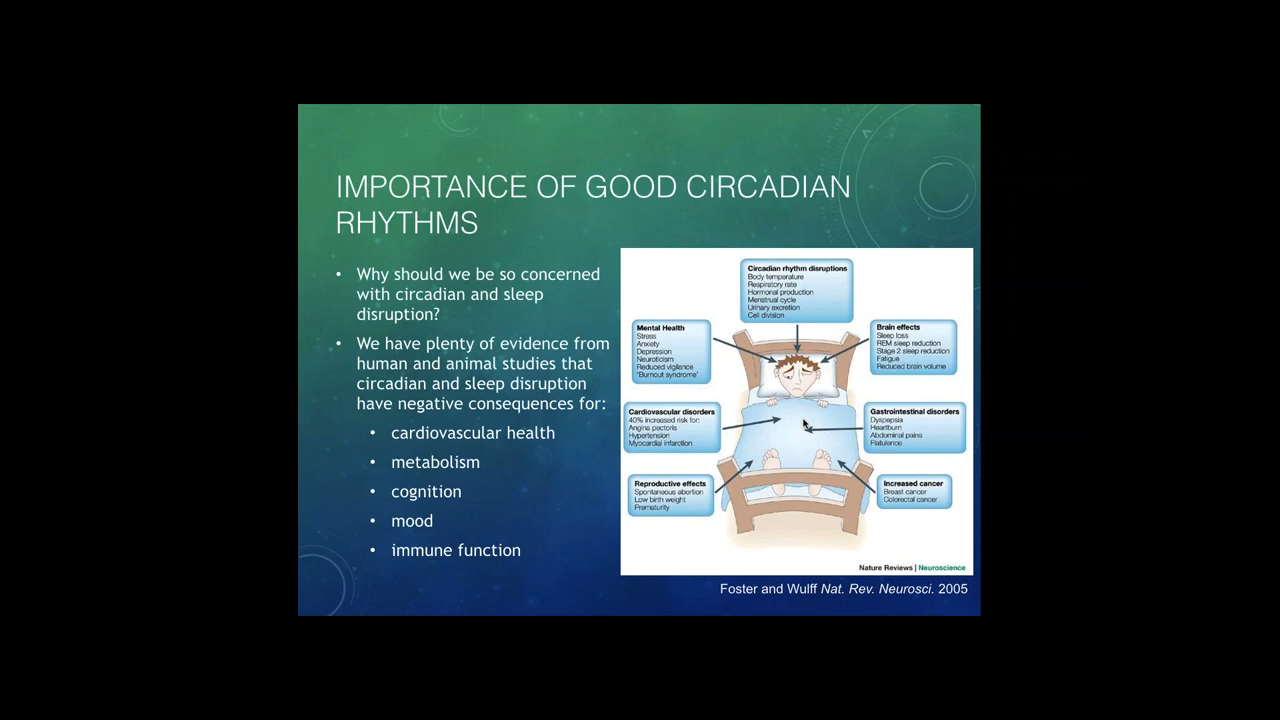 IMPORTANCE OF GOOD CIRCADIAN
RHYTHMS
• Why should we be so concerned
with circadian and sleep
disruption?
• We have plenty of evidence from
human and animal studies that
circadian and sleep disruption
have negative consequences for:
• cardiovascular health
• metabolism
• cognition
• mood
• immune function
Circadian rhythm disruptions
Body temperature
Respiratory rate
Hormonal production
Menstrual cycle
Urinary excretion
Cell division
Mental Health
Stress
Anxiety
Depression
Neuroticism
Reduced vigilance
'Burnout syndrome'
Brain effects
Sleep loss
REM sleep reduction
Stage 2 sleep reduction
Fatigue
Reduced brain volume
Cardiovascular disorders
40% increased risk for:
Angina pectoris
Hypertension
Myocardial infarction
Gastrointestinal disorders
Dyspepsia
Heartburn
Abdominal pains
Flatulance
Reproductive effects
Spontaneous abortion
Low birth weight
Prematurity
Increased cancer
Breast cancer
Colorectal cancer
Nature Reviews | Neuroscience
Foster and Wulff Nat. Rev. Neurosci. 2005